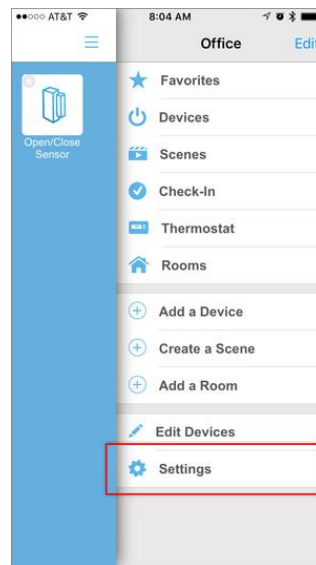 AT&T 8:04 AM
Office Edit
Open/Close
Sensor
Favorites
Devices
Scenes
Check-In
Thermostat
Rooms
Add a Device
Create a Scene
Add a Room
Edit Devices
Settings